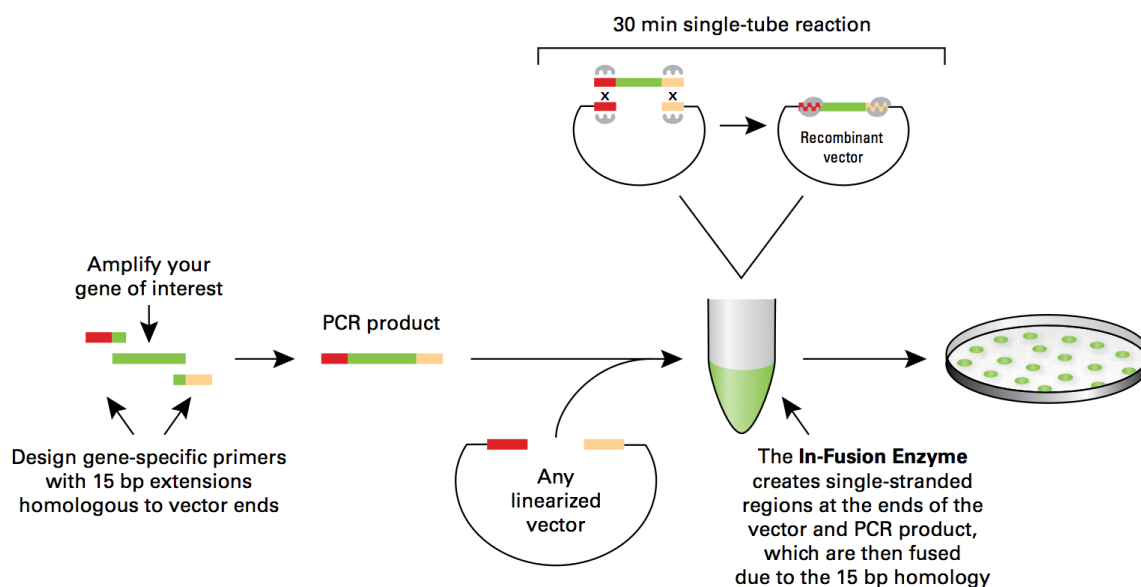 30 min single-tube reaction
x
x
Recombinant
vector
Amplify your
gene of interest
PCR product
Design gene-specific primers
with 15 bp extensions
homologous to vector ends
Any
linearized
vector
The In-Fusion Enzyme
creates single-stranded
regions at the ends of the
vector and PCR product,
which are then fused
due to the 15 bp homology